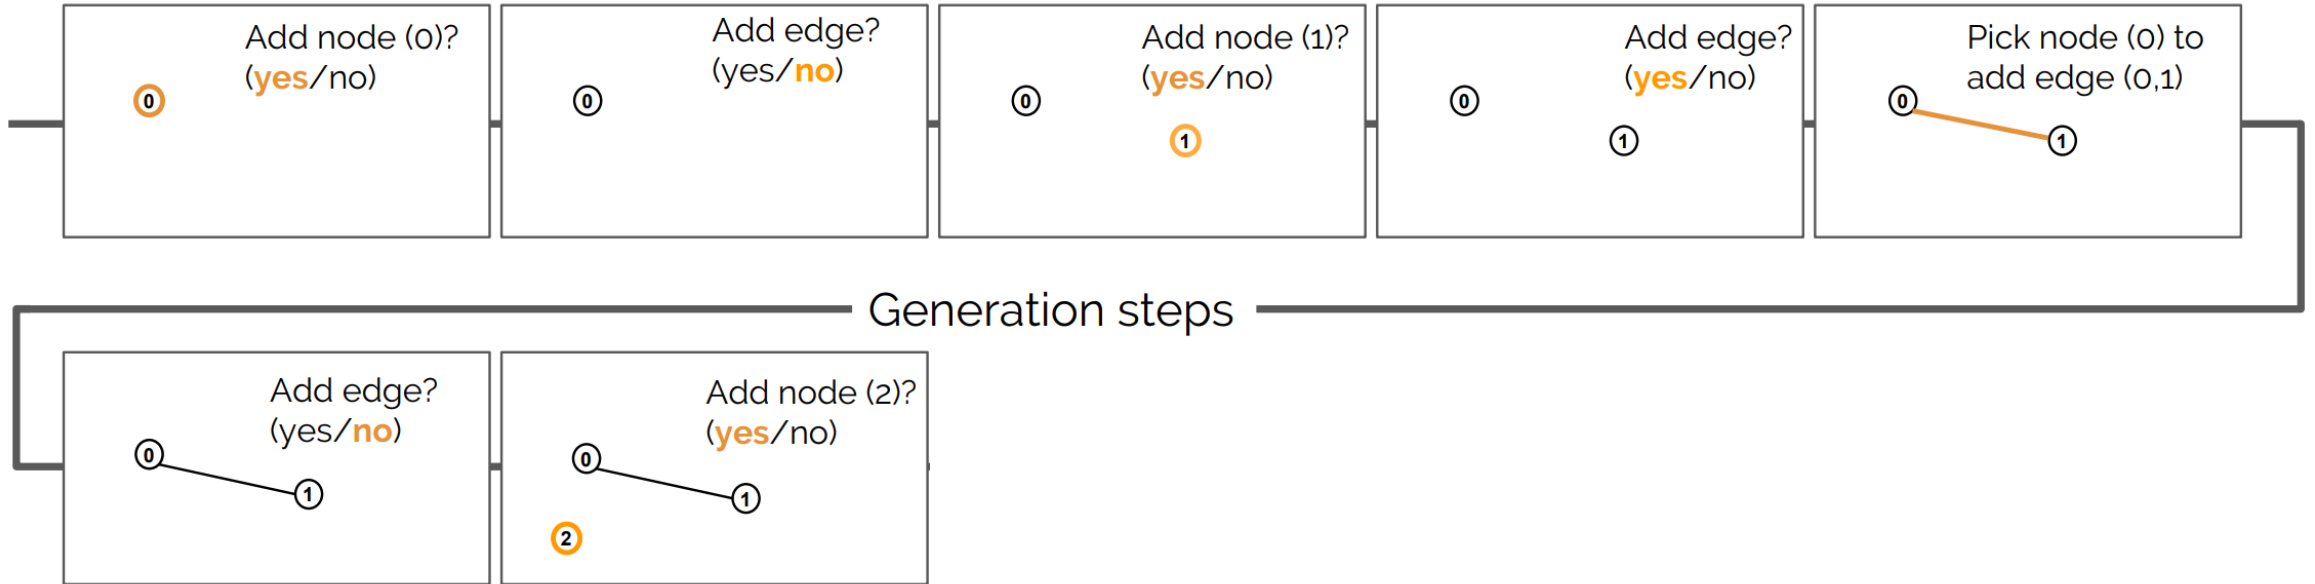 Add node (0)?
(yes/no)
0
Add edge?
(yes/no)
0
Add node (1)?
(yes/no)
0
1
Add edge?
(yes/no)
0
1
Pick node (0) to
add edge (0,1)
0
1
Generation steps
Add edge?
(yes/no)
0
1
Add node (2)?
(yes/no)
0
1
2